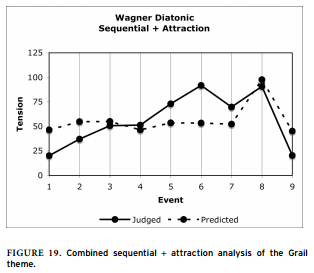 Wagner Diatonic
Sequential + Attraction
125
100
75
50
25
0
Tension
1 2 3 4 5 6 7 8 9
Event
Judged Predicted
FIGURE 19. Combined sequential + attraction analysis of the Grail
theme.